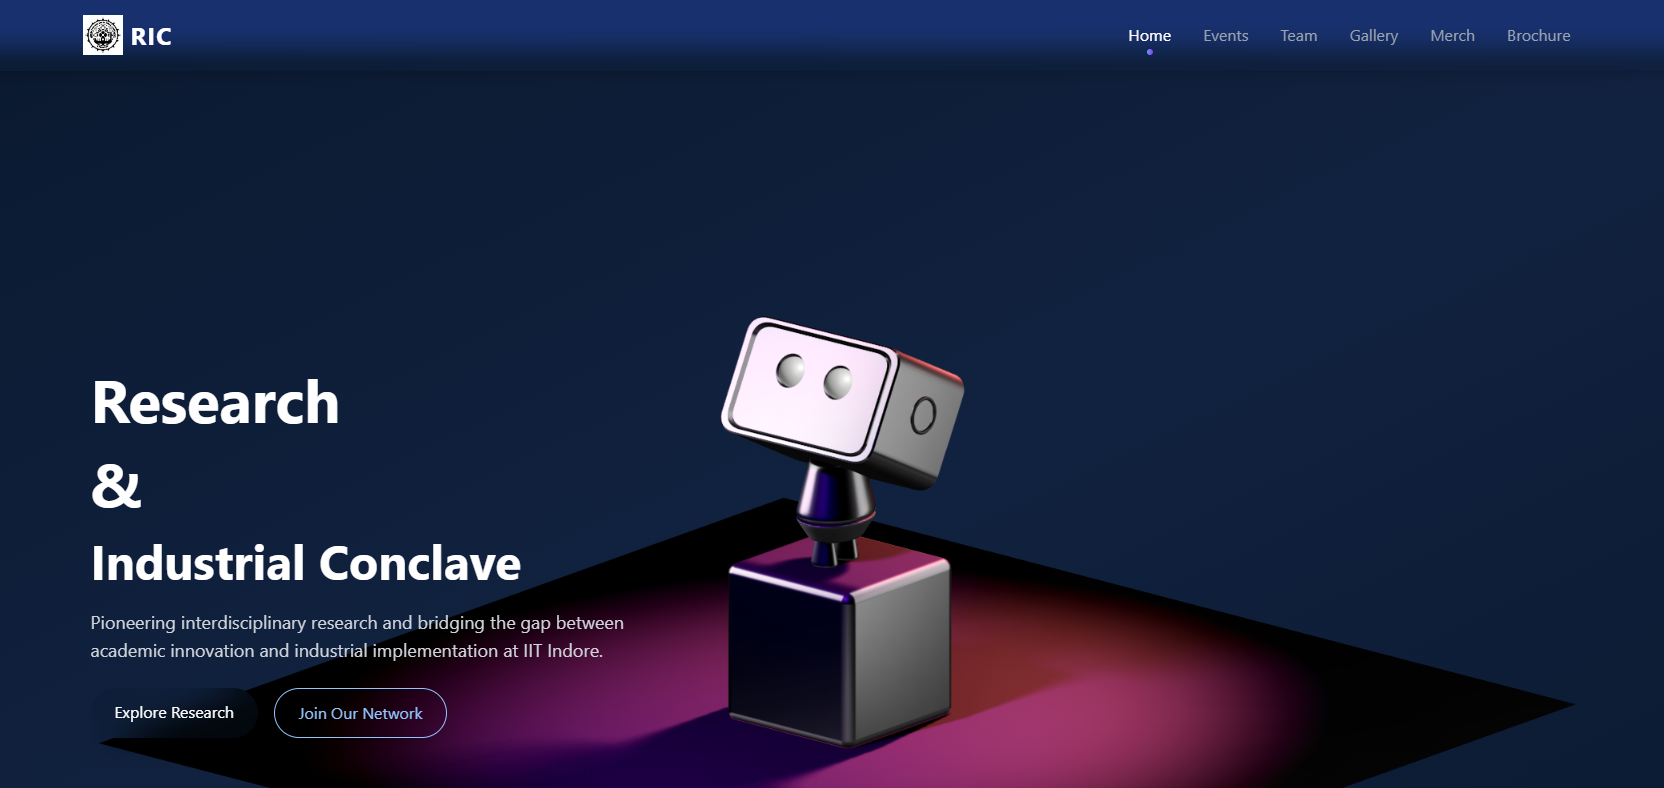 RIC
Home Events Team Gallery Merch Brochure
Research
&
Industrial Conclave
Pioneering interdisciplinary research and bridging the gap between
academic innovation and industrial implementation at IIT Indore.
Explore Research Join Our Network